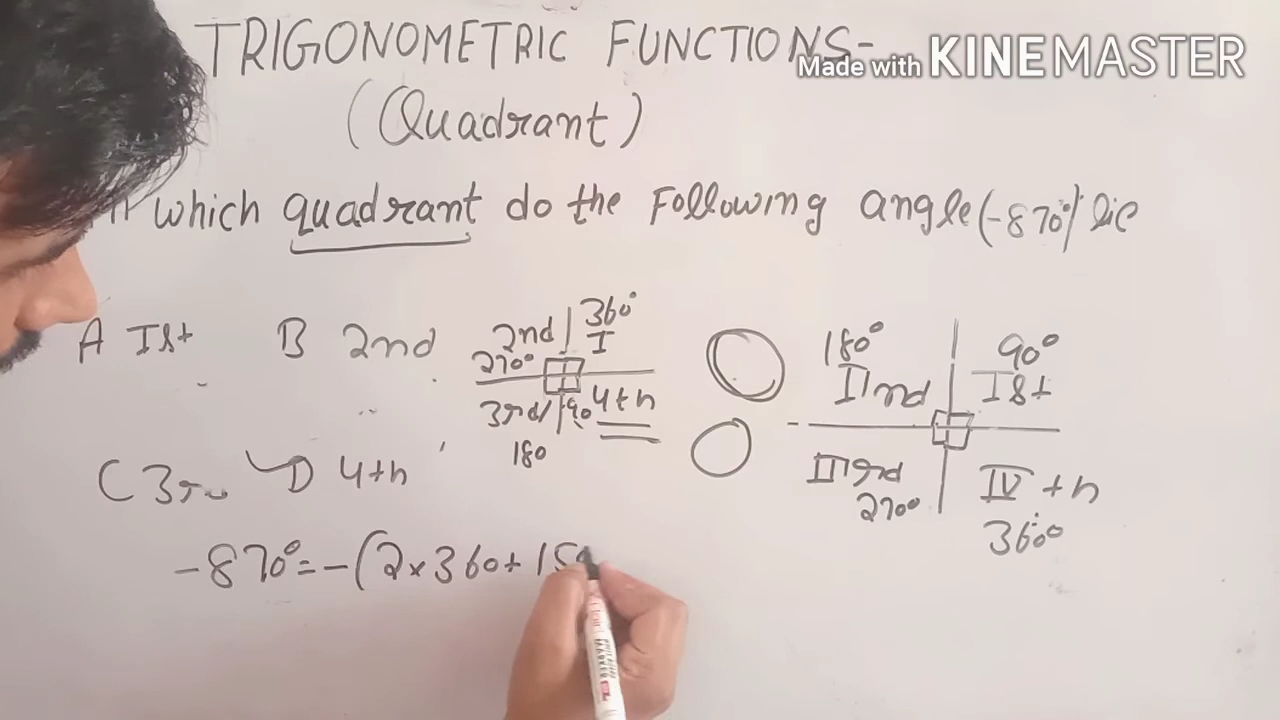 TRIGONOMETRIC FUNCTIONS-
Made with KINEMASTER
(Quadrant)
which quadrant do the Following angle (-870°) lie
A Ist B 2nd
2nd 360°
270° I
3rd 90 4th
180
180° 90°
IInd Ist
IIIrd IV th
270° 360°
C 3rd D 4th
-870° = -(2×360+15